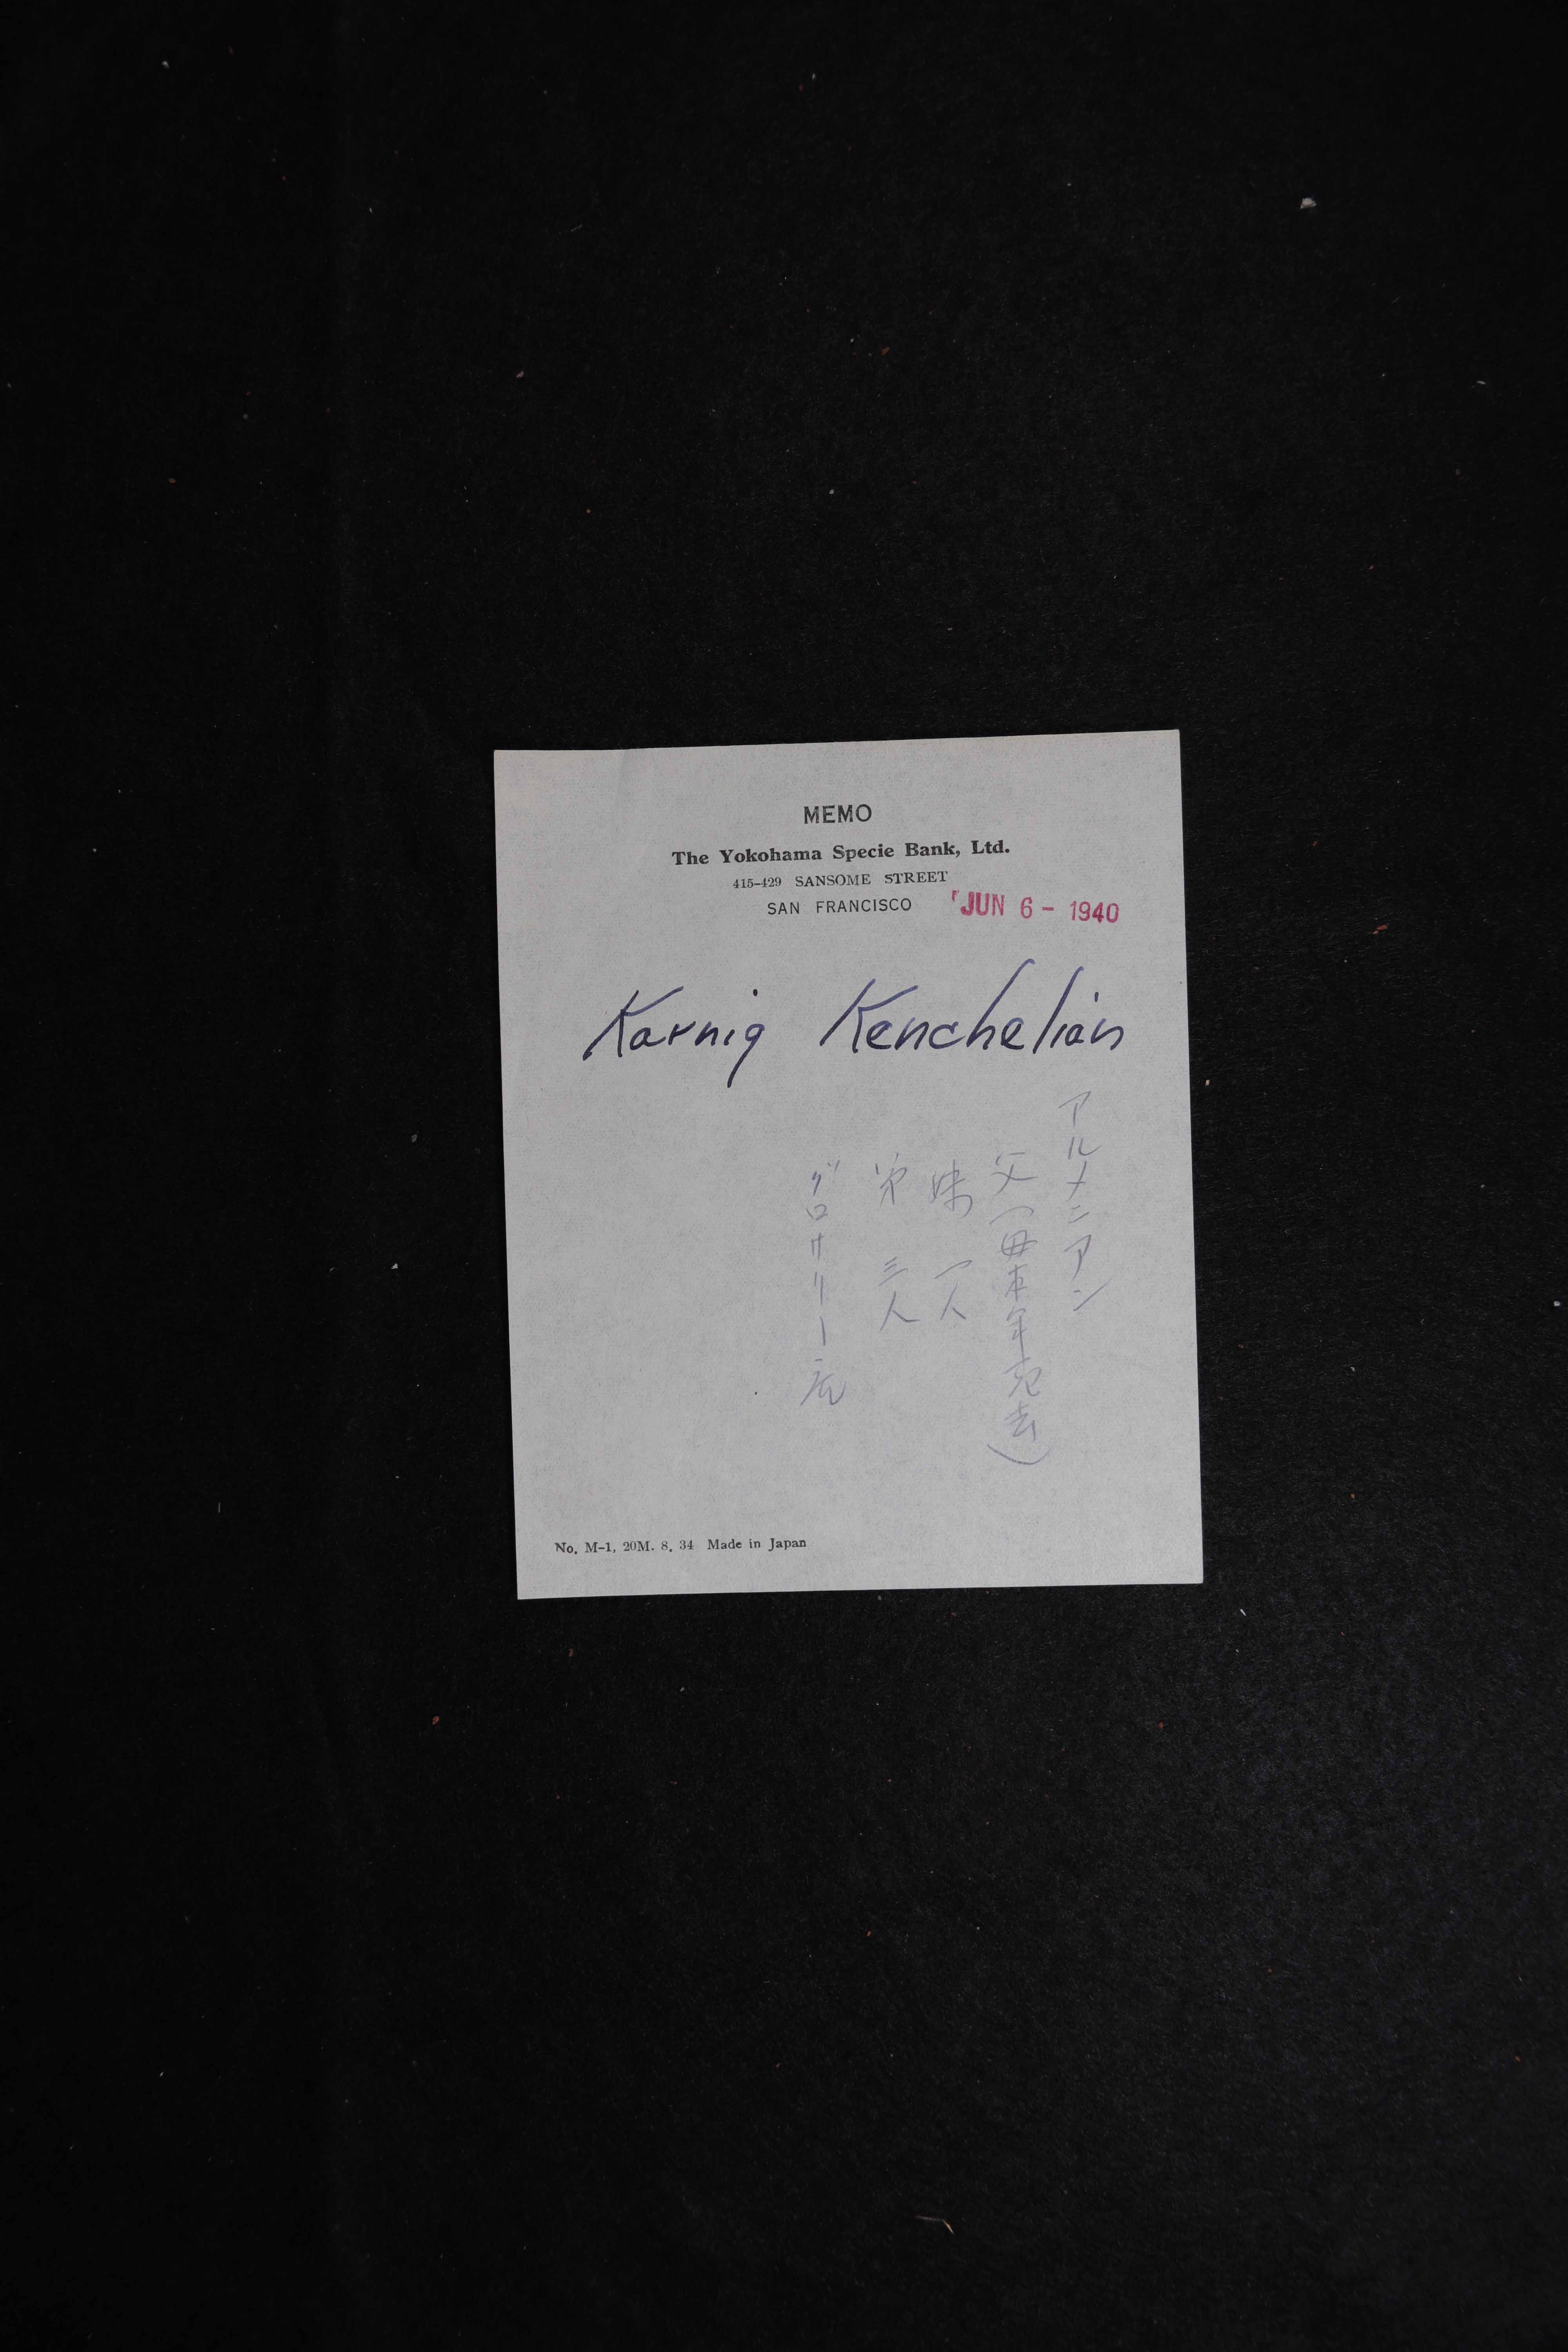 MEMO
The Yokohama Specie Bank, Ltd.
415-429 SANSOME STREET
SAN FRANCISCO
JUN 6 - 1940
Karnig Kenchelian
アルメニアン
父(母本年死去)
妹 一人
弟 三人
グロサリー店
No. M-1, 20M. 8. 34 Made in Japan